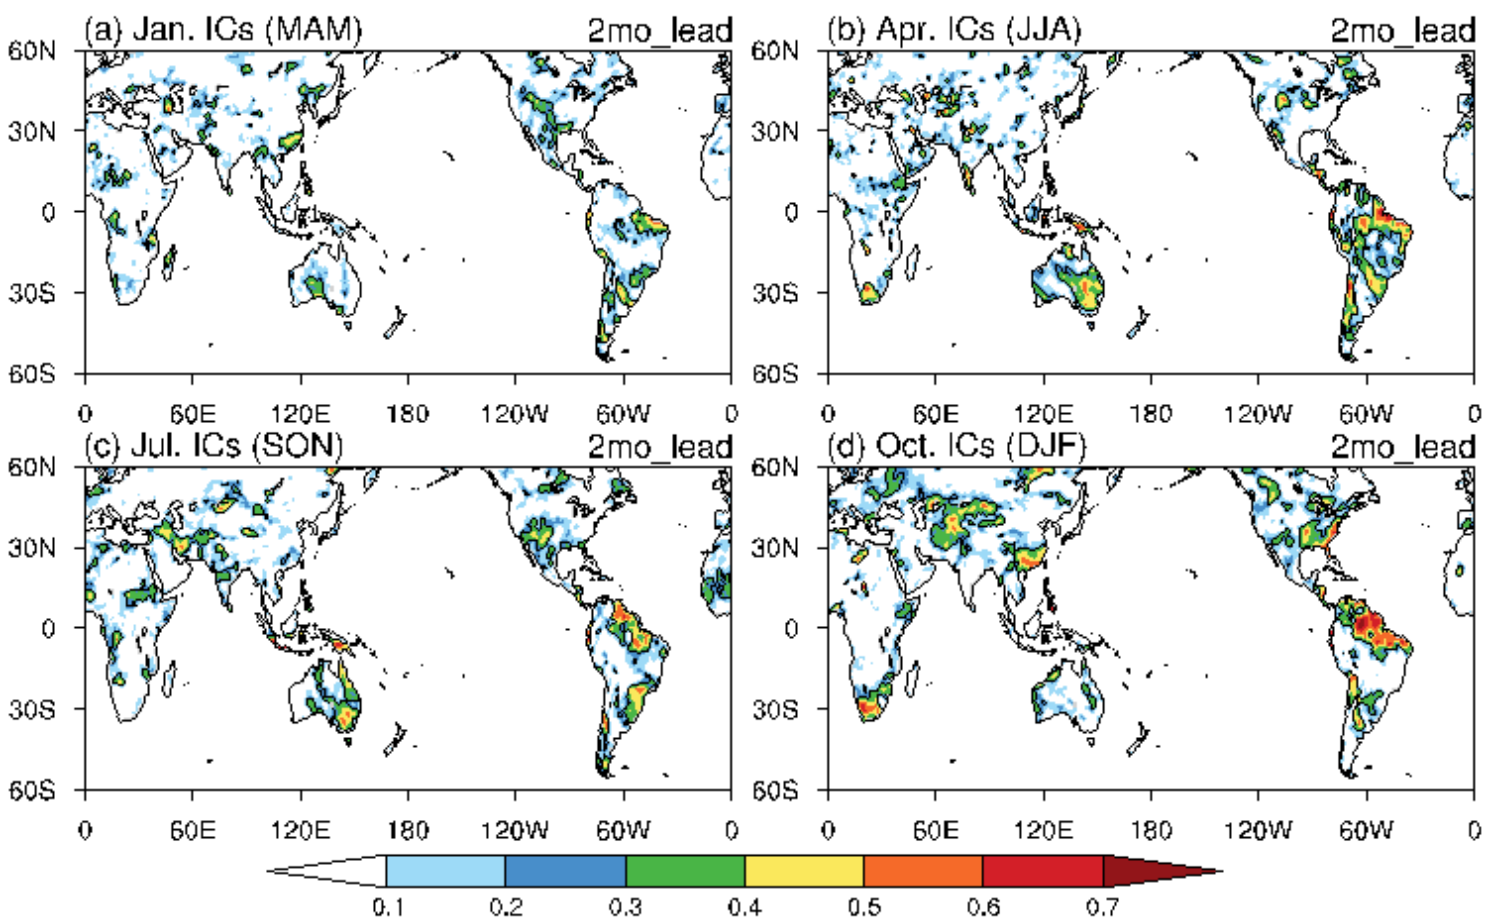 (a) Jan. ICs (MAM) 2mo_lead
60N
30N
0
30S
60S
0 60E 120E 180 120W 60W 0
(b) Apr. ICs (JJA) 2mo_lead
60N
30N
0
30S
60S
0 60E 120E 180 120W 60W 0
(c) Jul. ICs (SON) 2mo_lead
60N
30N
0
30S
60S
0 60E 120E 180 120W 60W 0
(d) Oct. ICs (DJF) 2mo_lead
60N
30N
0
30S
60S
0 60E 120E 180 120W 60W 0
0.1 0.2 0.3 0.4 0.5 0.6 0.7